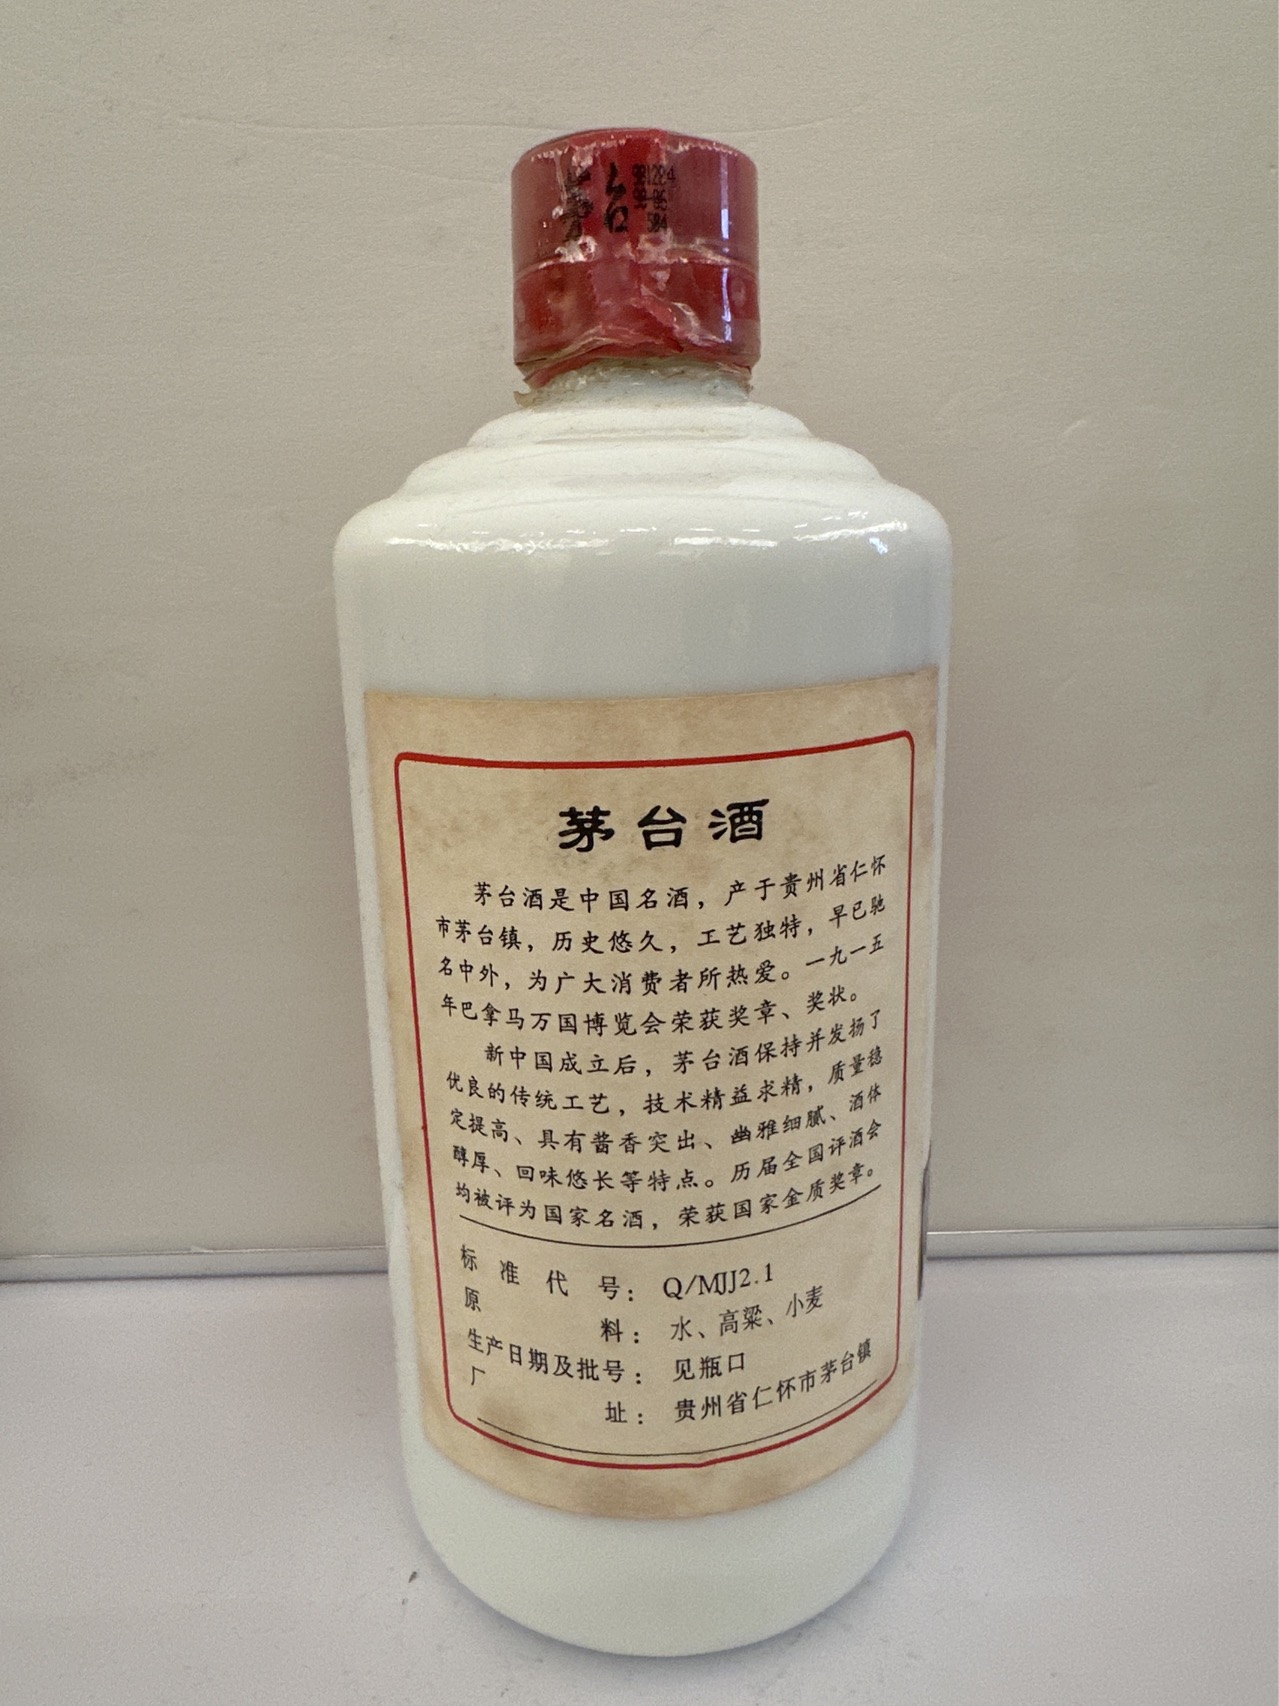 茅台
茅台酒
茅台酒是中国名酒，产于贵州省仁怀
市茅台镇，历史悠久，工艺独特，早已驰
名中外，为广大消费者所热爱。一九一五
年巴拿马万国博览会荣获奖章、奖状。
新中国成立后，茅台酒保持并发扬了
优良的传统工艺，技术精益求精，质量稳
定提高、具有酱香突出、幽雅细腻、酒体
醇厚、回味悠长等特点。历届全国评酒会
均被评为国家名酒，荣获国家金质奖章。
标准代号：Q/MJJ2.1
原料：水、高粱、小麦
生产日期及批号：见瓶口
厂址：贵州省仁怀市茅台镇